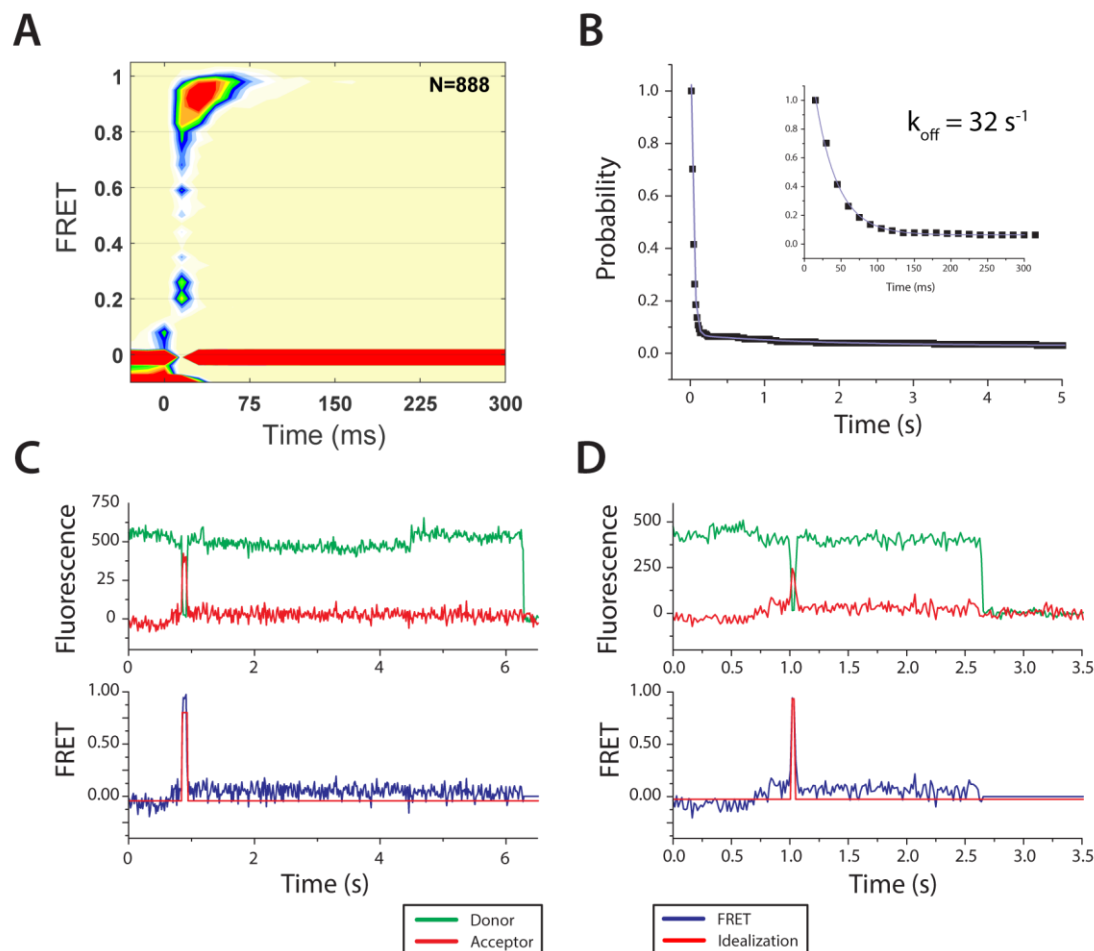 A
N=888
1
0.8
0.6
0.4
0.2
0
FRET
0 75 150 225 300
Time (ms)
B
1.0
0.8
0.6
0.4
0.2
0.0
Probability
0 1 2 3 4 5
Time (s)
k_off = 32 s⁻¹
1.0
0.8
0.6
0.4
0.2
0.0
0 50 100 150 200 250 300
Time (ms)
C
750
500
25
0
Fluorescence
0 2 4 6
1.00
0.50
0.00
FRET
0 2 4 6
Time (s)
D
500
250
0
Fluorescence
0.0 0.5 1.0 1.5 2.0 2.5 3.0 3.5
1.00
0.50
0.00
FRET
0.0 0.5 1.0 1.5 2.0 2.5 3.0 3.5
Time (s)
Donor
Acceptor
FRET
Idealization